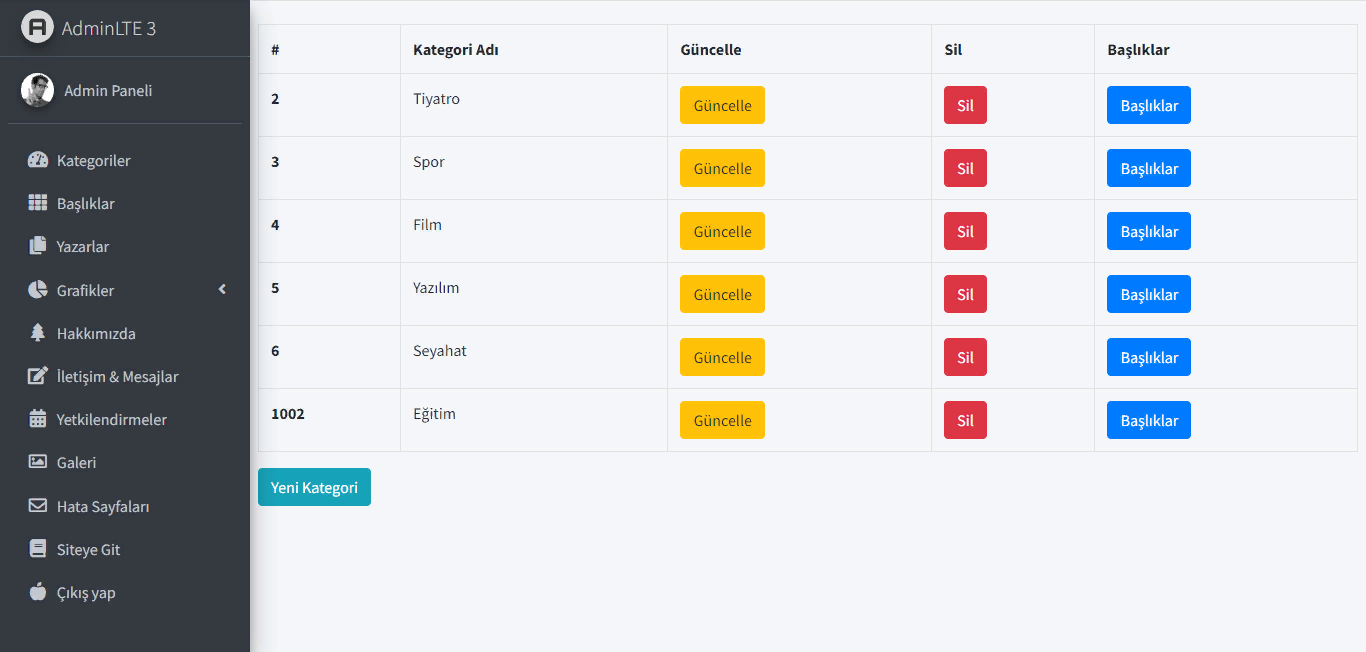 AdminLTE 3
Admin Paneli
Kategoriler
Başlıklar
Yazarlar
Grafikler
Hakkımızda
İletişim & Mesajlar
Yetkilendirmeler
Galeri
Hata Sayfaları
Siteye Git
Çıkış yap
# Kategori Adı Güncelle Sil Başlıklar
2 Tiyatro Güncelle Sil Başlıklar
3 Spor Güncelle Sil Başlıklar
4 Film Güncelle Sil Başlıklar
5 Yazılım Güncelle Sil Başlıklar
6 Seyahat Güncelle Sil Başlıklar
1002 Eğitim Güncelle Sil Başlıklar
Yeni Kategori